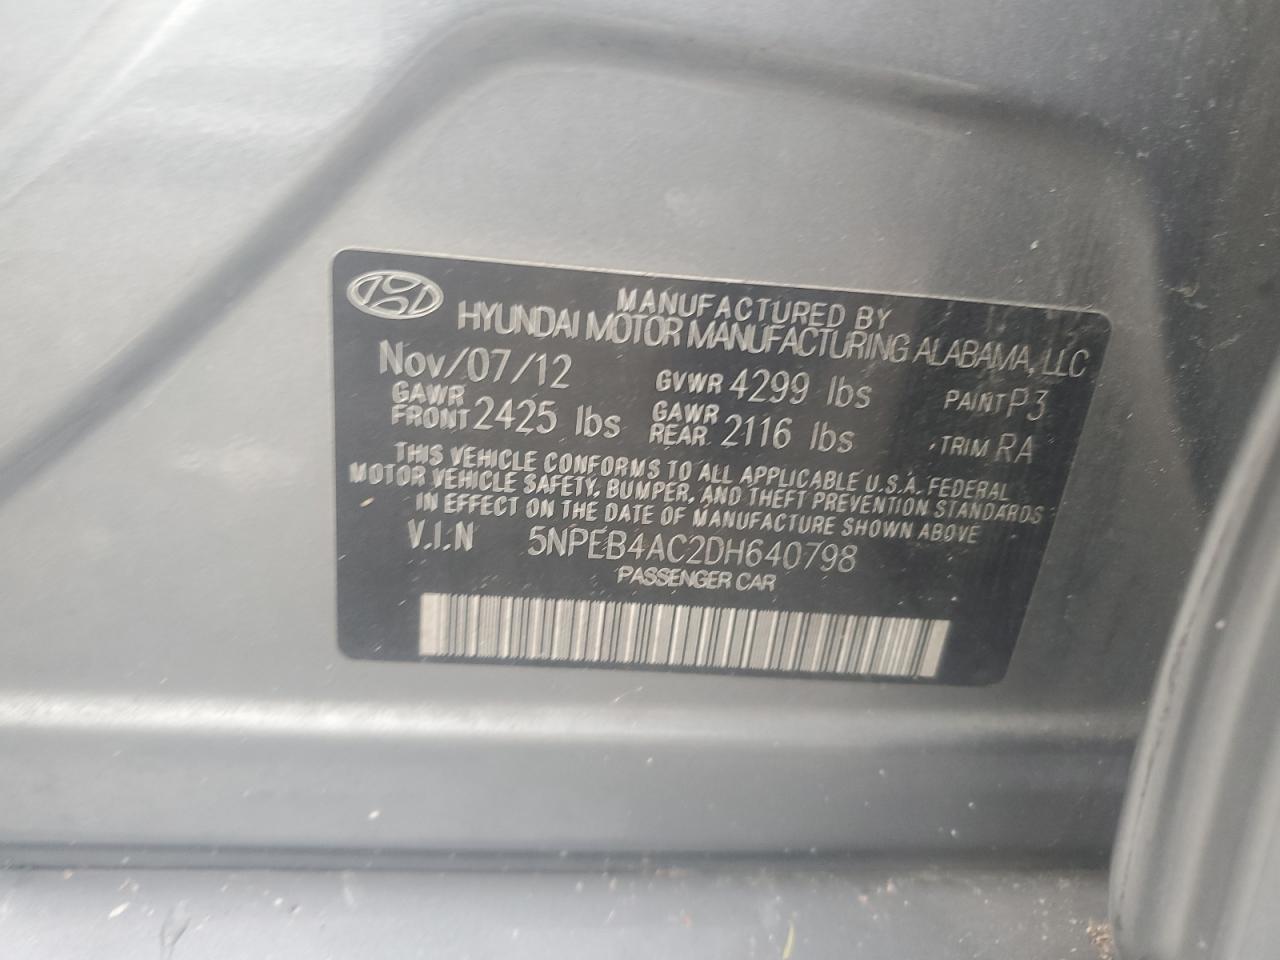 MANUFACTURED BY
HYUNDAI MOTOR MANUFACTURING ALABAMA, LLC
Nov/07/12 GVWR 4299 lbs PAINT P3
GAWR FRONT 2425 lbs GAWR REAR 2116 lbs TRIM RA
THIS VEHICLE CONFORMS TO ALL APPLICABLE U.S.A. FEDERAL
MOTOR VEHICLE SAFETY, BUMPER, AND THEFT PREVENTION STANDARDS
IN EFFECT ON THE DATE OF MANUFACTURE SHOWN ABOVE
V.I.N 5NPEB4AC2DH640798
PASSENGER CAR